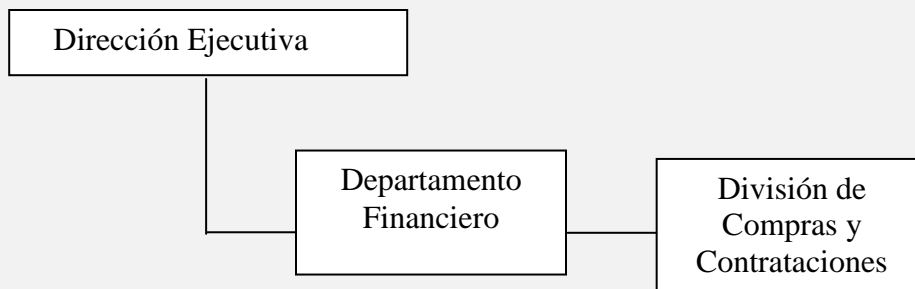 Dirección Ejecutiva
Departamento
Financiero
División de
Compras y
Contrataciones